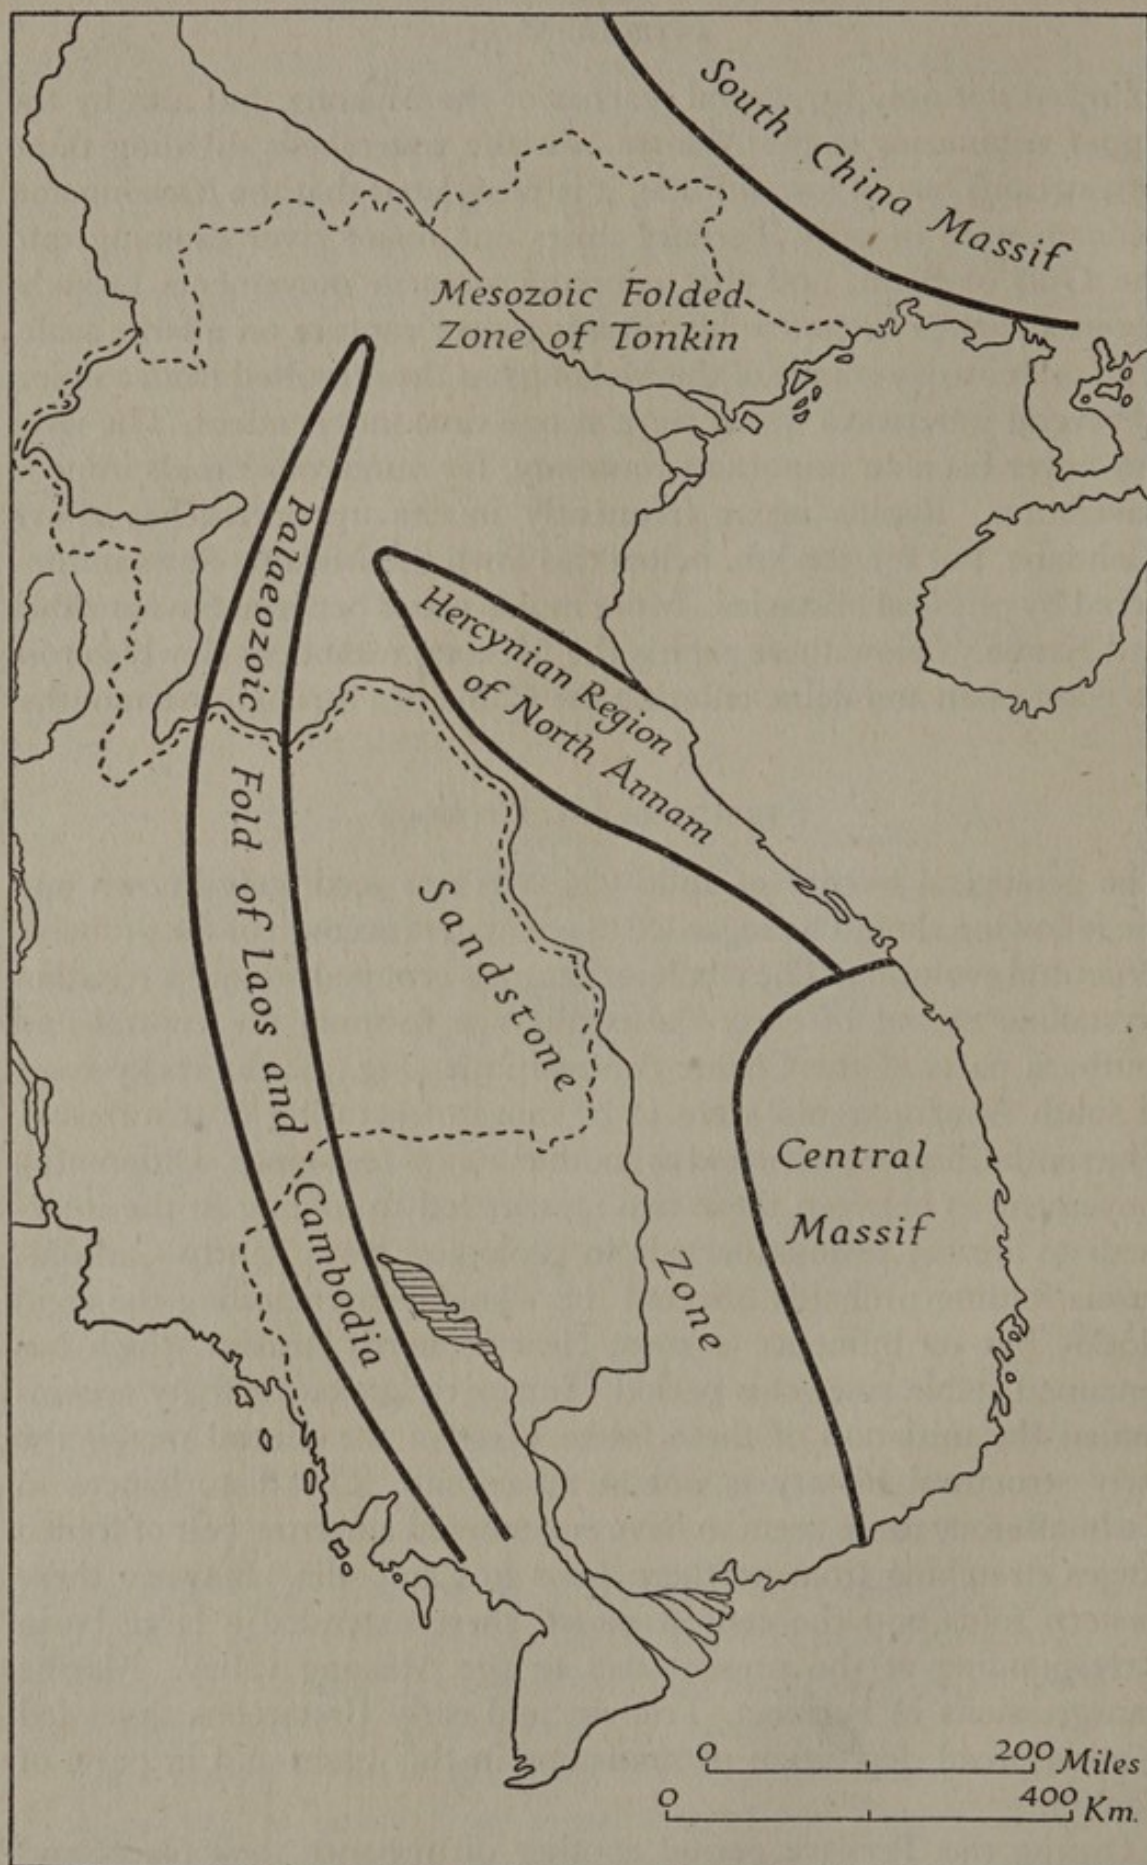 South China Massif
Mesozoic Folded
Zone of Tonkin
Palaeozoic Fold of Laos and Cambodia
Hercynian Region
of North Annam
Sandstone Zone
Central
Massif
0 200 Miles
0 400 Km.